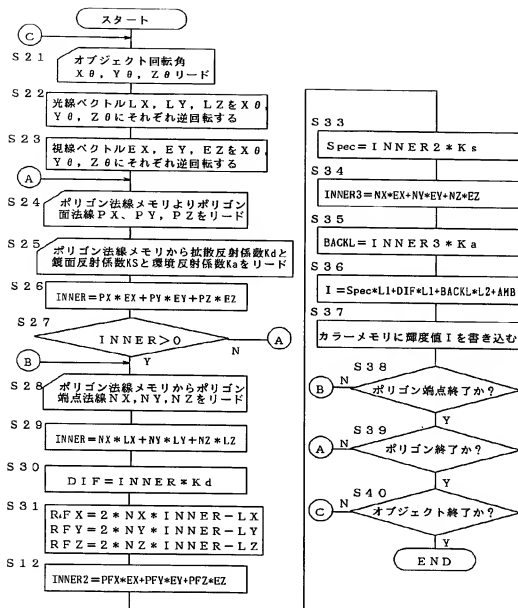 スタート
C
S21
オブジェクト回転角
Xθ, Yθ, Zθリード
S22
光線ベクトルLX, LY, LZをXθ,
Yθ, Zθにそれぞれ逆回転する
S23
視線ベクトルEX, EY, EZをXθ,
Yθ, Zθにそれぞれ逆回転する
A
S24
ポリゴン法線メモリよりポリゴン
面法線PX、PY, PZをリード
S25
ポリゴン法線メモリから拡散反射係数Kdと
鏡面反射係数KSと環境反射係数Kaをリード
S26
INNER=PX*EX+PY*EY+PZ*EZ
S27
INNER>0
N
A
Y
B
S28
ポリゴン法線メモリからポリゴン
端点法線NX,NY,NZをリード
S29
INNER=NX*LX+NY*LY+NZ*LZ
S30
DIF=INNER*Kd
S31
RFX=2*NX*INNER-LX
RFY=2*NY*INNER-LY
RFZ=2*NZ*INNER-LZ
S12
INNER2=PFX*EX+PFY*EY+PFZ*EZ
S33
Spec=INNER2*Ks
S34
INNER3=NX*EX+NY*EY+NZ*EZ
S35
BACKL=INNER3*Ka
S36
I=Spec*L1+DIF*L1+BACKL*L2+AMB
S37
カラーメモリに輝度値Iを書き込む
S38
B
N
ポリゴン端点終了か？
Y
S39
A
N
ポリゴン終了か？
Y
S40
C
N
オブジェクト終了か？
Y
END